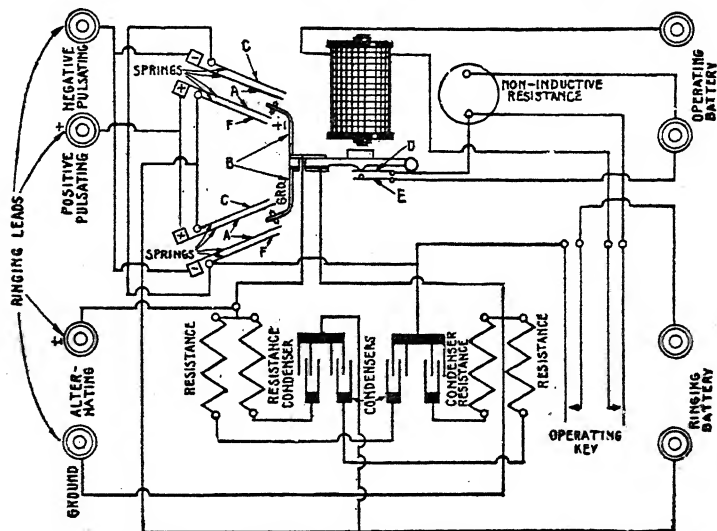 RINGING LEADS
NEGATIVE
PULSATING
+
POSITIVE
PULSATING
+-
ALTER-
NATING
GROUND
SPRINGS
-
+
C
A
F
+-
B
GRD.
C
A
F
SPRINGS
+
-
D
E
NON-INDUCTIVE
RESISTANCE
OPERATING
BATTERY
RINGING
BATTERY
RESISTANCE
RESISTANCE
CONDENSER
CONDENSERS
CONDENSER
RESISTANCE
RESISTANCE
OPERATING
KEY